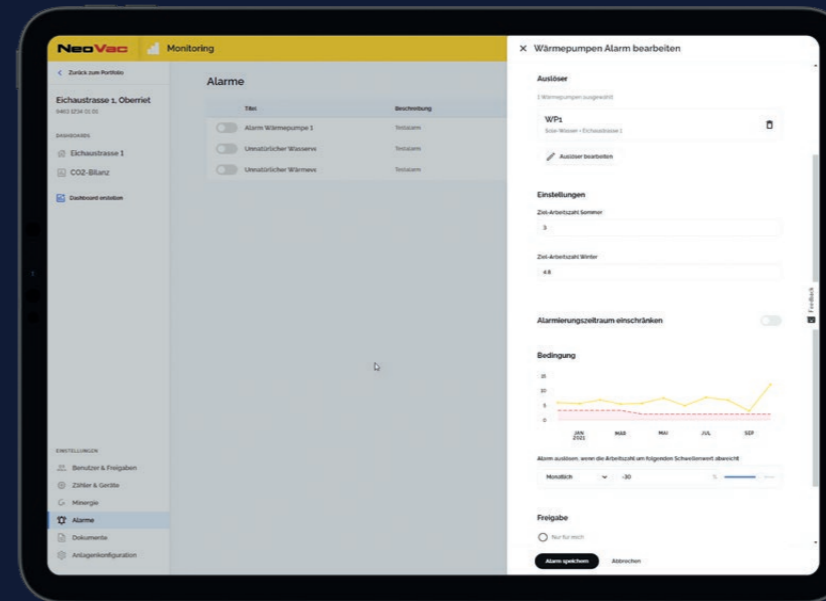 NeoVac
Monitoring
Zurück zum Portfolio
Eichaustrasse 1, Oberriet
DASHBOARDS
Eichaustrasse 1
CO2-Bilanz
Dashboard erstellen
EINSTELLUNGEN
Benutzer & Freigaben
Zähler & Geräte
Minergie
Alarme
Dokumente
Anlagenkonfiguration
Alarme
Titel Beschreibung
Alarm Wärmepumpe 1 Testalarm
Unnatürlicher Wasserve Testalarm
Unnatürlicher Wärmeve Testalarm
Wärmepumpen Alarm bearbeiten
Auslöser
1 Wärmepumpen ausgewählt
WP1
Sole-Wasser • Eichaustrasse 1
Auslöser bearbeiten
Einstellungen
Ziel-Arbeitszahl Sommer
3
Ziel-Arbeitszahl Winter
4.8
Alarmierungszeitraum einschränken
Bedingung
15
10
5
0
JAN MAR MAI JUL SEP
2021
Alarm auslösen, wenn die Arbeitszahl um folgenden Schwellenwert abweicht
Monatlich -30 %
Freigabe
Nur für mich
Alarm speichern Abbrechen
Feedback